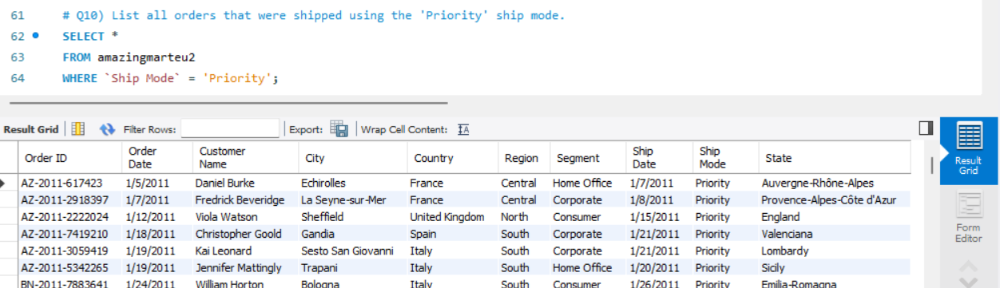 61 # Q10) List all orders that were shipped using the 'Priority' ship mode.
62 SELECT *
63 FROM amazingmarteu2
64 WHERE `Ship Mode` = 'Priority';
Result Grid Filter Rows: Export: Wrap Cell Content: IA
Order ID Order Date Customer Name City Country Region Segment Ship Date Ship Mode State
AZ-2011-617423 1/5/2011 Daniel Burke Echirolles France Central Home Office 1/7/2011 Priority Auvergne-Rhône-Alpes
AZ-2011-2918397 1/7/2011 Fredrick Beveridge La Seyne-sur-Mer France Central Corporate 1/8/2011 Priority Provence-Alpes-Côte d'Azur
AZ-2011-2222024 1/12/2011 Viola Watson Sheffield United Kingdom North Consumer 1/15/2011 Priority England
AZ-2011-7419210 1/18/2011 Christopher Goold Gandia Spain South Corporate 1/21/2011 Priority Valenciana
AZ-2011-3059419 1/19/2011 Kai Leonard Sesto San Giovanni Italy South Corporate 1/21/2011 Priority Lombardy
AZ-2011-5342265 1/19/2011 Jennifer Mattingly Trapani Italy South Home Office 1/20/2011 Priority Sicily
BN-2011-7883641 1/24/2011 William Horton Bologna Italy South Consumer 1/26/2011 Priority Emilia-Romagna
Result
Grid
Form
Editor